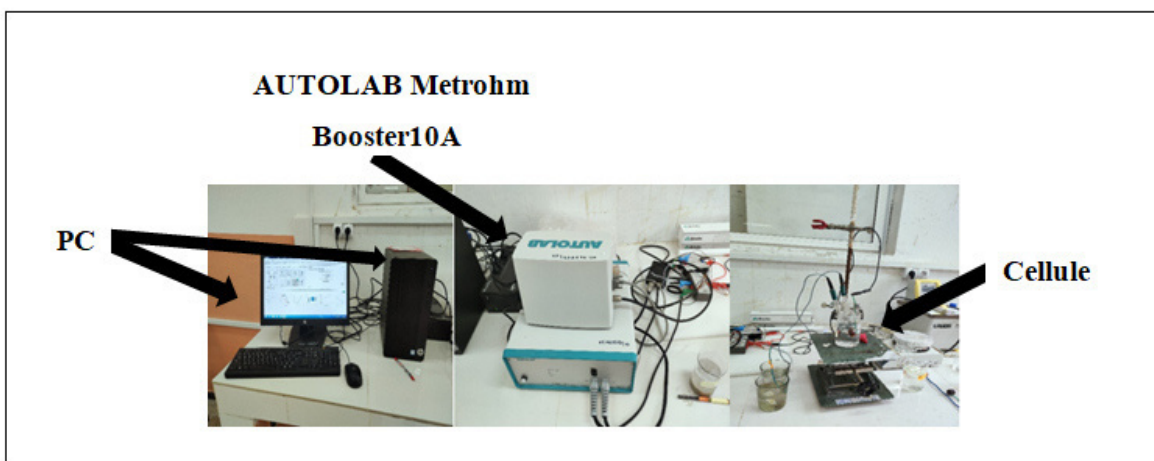 AUTOLAB Metrohm
Booster10A
PC
Cellule
AUTOLAB